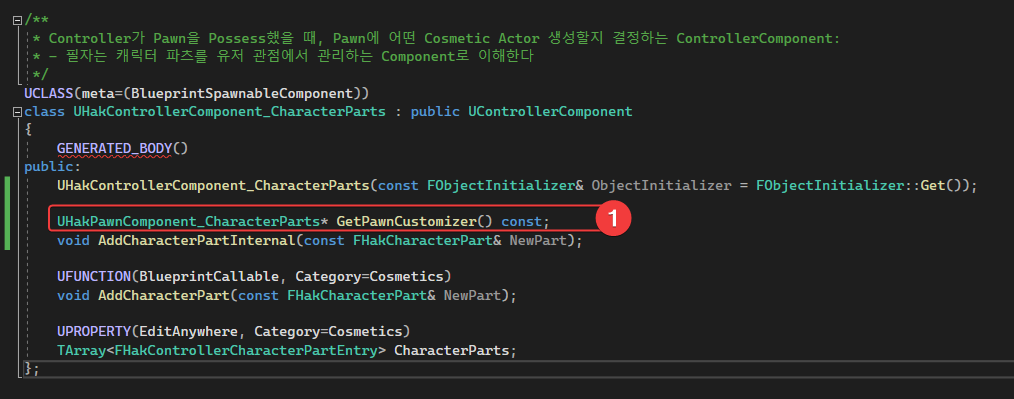 /**
* Controller가 Pawn을 Possess했을 때, Pawn에 어떤 Cosmetic Actor 생성할지 결정하는 ControllerComponent:
* - 필자는 캐릭터 파츠를 유저 관점에서 관리하는 Component로 이해한다
*/
UCLASS(meta=(BlueprintSpawnableComponent))
class UHakControllerComponent_CharacterParts : public UControllerComponent
{
GENERATED_BODY()
public:
UHakControllerComponent_CharacterParts(const FObjectInitializer& ObjectInitializer = FObjectInitializer::Get());
UHakPawnComponent_CharacterParts* GetPawnCustomizer() const; 1
void AddCharacterPartInternal(const FHakCharacterPart& NewPart);
UFUNCTION(BlueprintCallable, Category=Cosmetics)
void AddCharacterPart(const FHakCharacterPart& NewPart);
UPROPERTY(EditAnywhere, Category=Cosmetics)
TArray<FHakControllerCharacterPartEntry> CharacterParts;
};